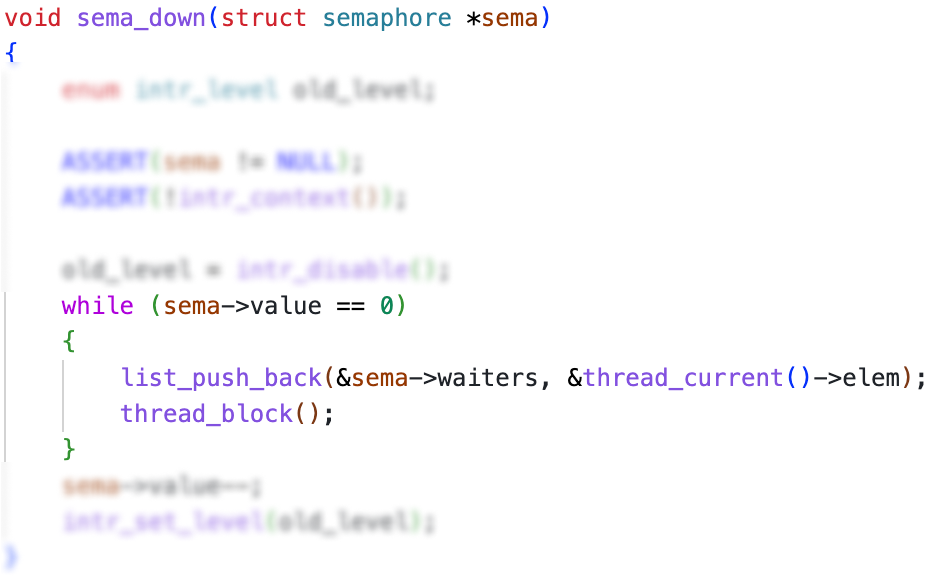 void sema_down(struct semaphore *sema)
{
enum intr_level old_level;
ASSERT(sema != NULL);
ASSERT(!intr_context());
old_level = intr_disable();
while (sema->value == 0)
{
list_push_back(&sema->waiters, &thread_current()->elem);
thread_block();
}
sema->value--;
intr_set_level(old_level);
}